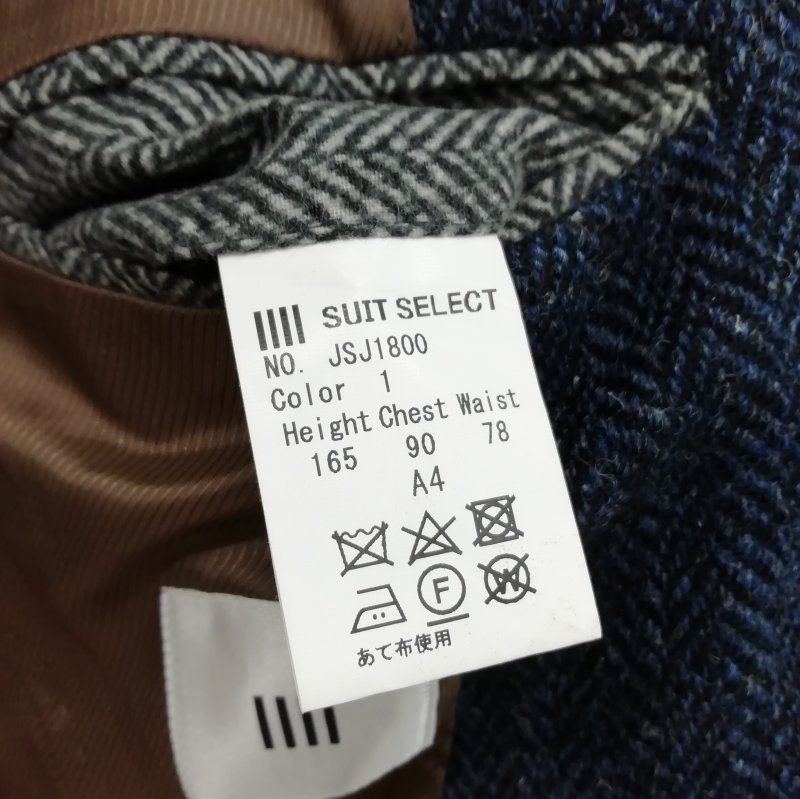 SUIT SELECT
NO. JSJ1800
Color 1
Height Chest Waist
165 90 78
A4
F
W
あて布使用